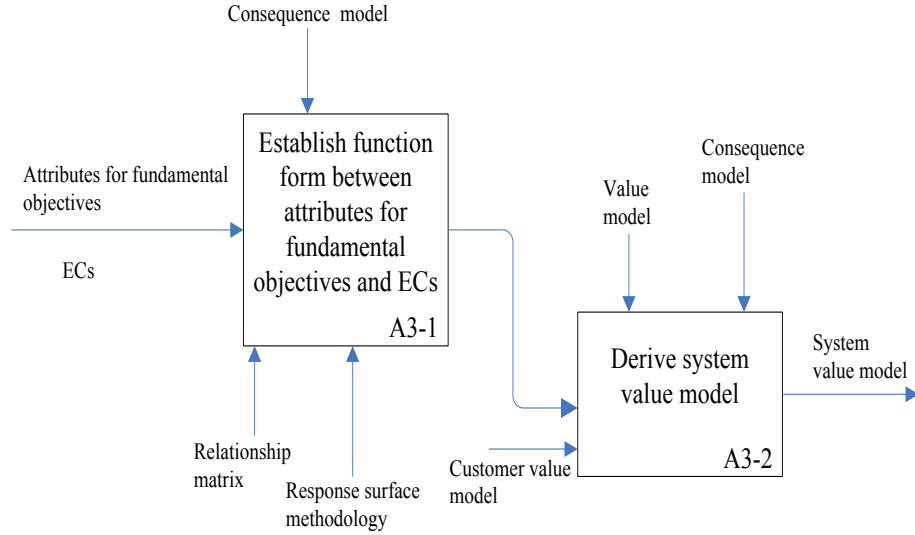 Consequence model
Establish function
form between
attributes for
fundamental
objectives and ECs
A3-1
Attributes for fundamental
objectives
ECs
Relationship
matrix
Response surface
methodology
Value
model
Consequence
model
Derive system
value model
A3-2
Customer value
model
System
value model